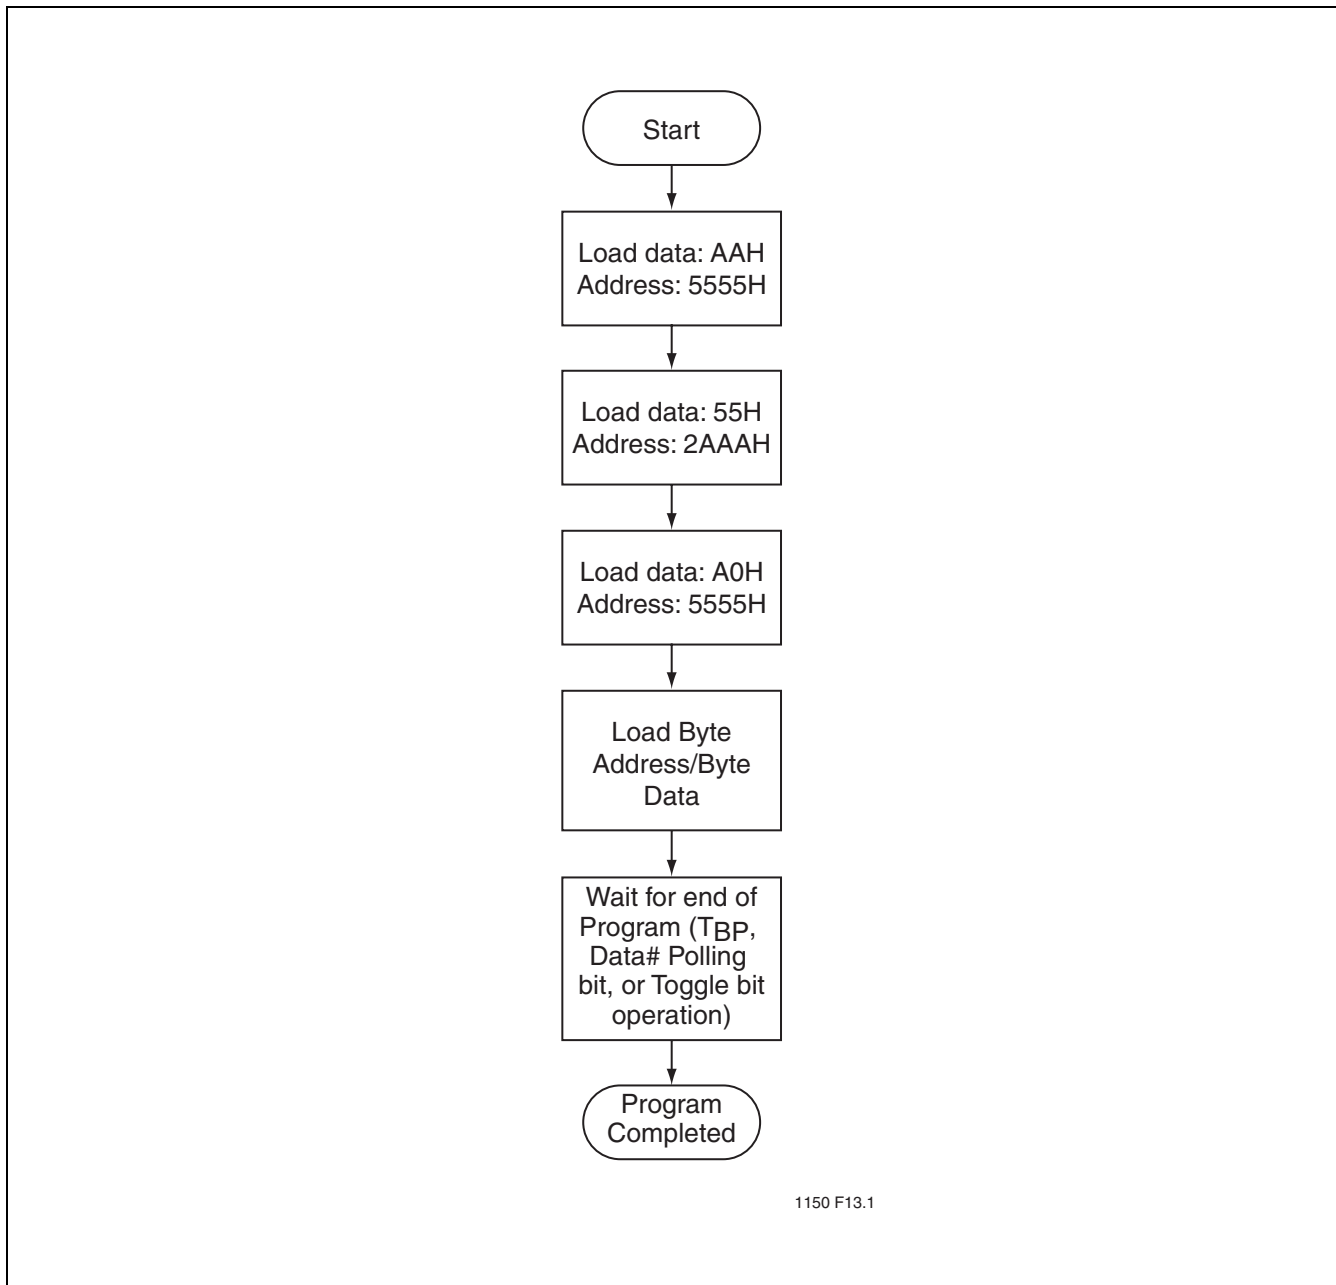 Start
Load data: AAH
Address: 5555H
Load data: 55H
Address: 2AAAH
Load data: A0H
Address: 5555H
Load Byte
Address/Byte
Data
Wait for end of
Program (TBP,
Data# Polling
bit, or Toggle bit
operation)
Program
Completed
1150 F13.1